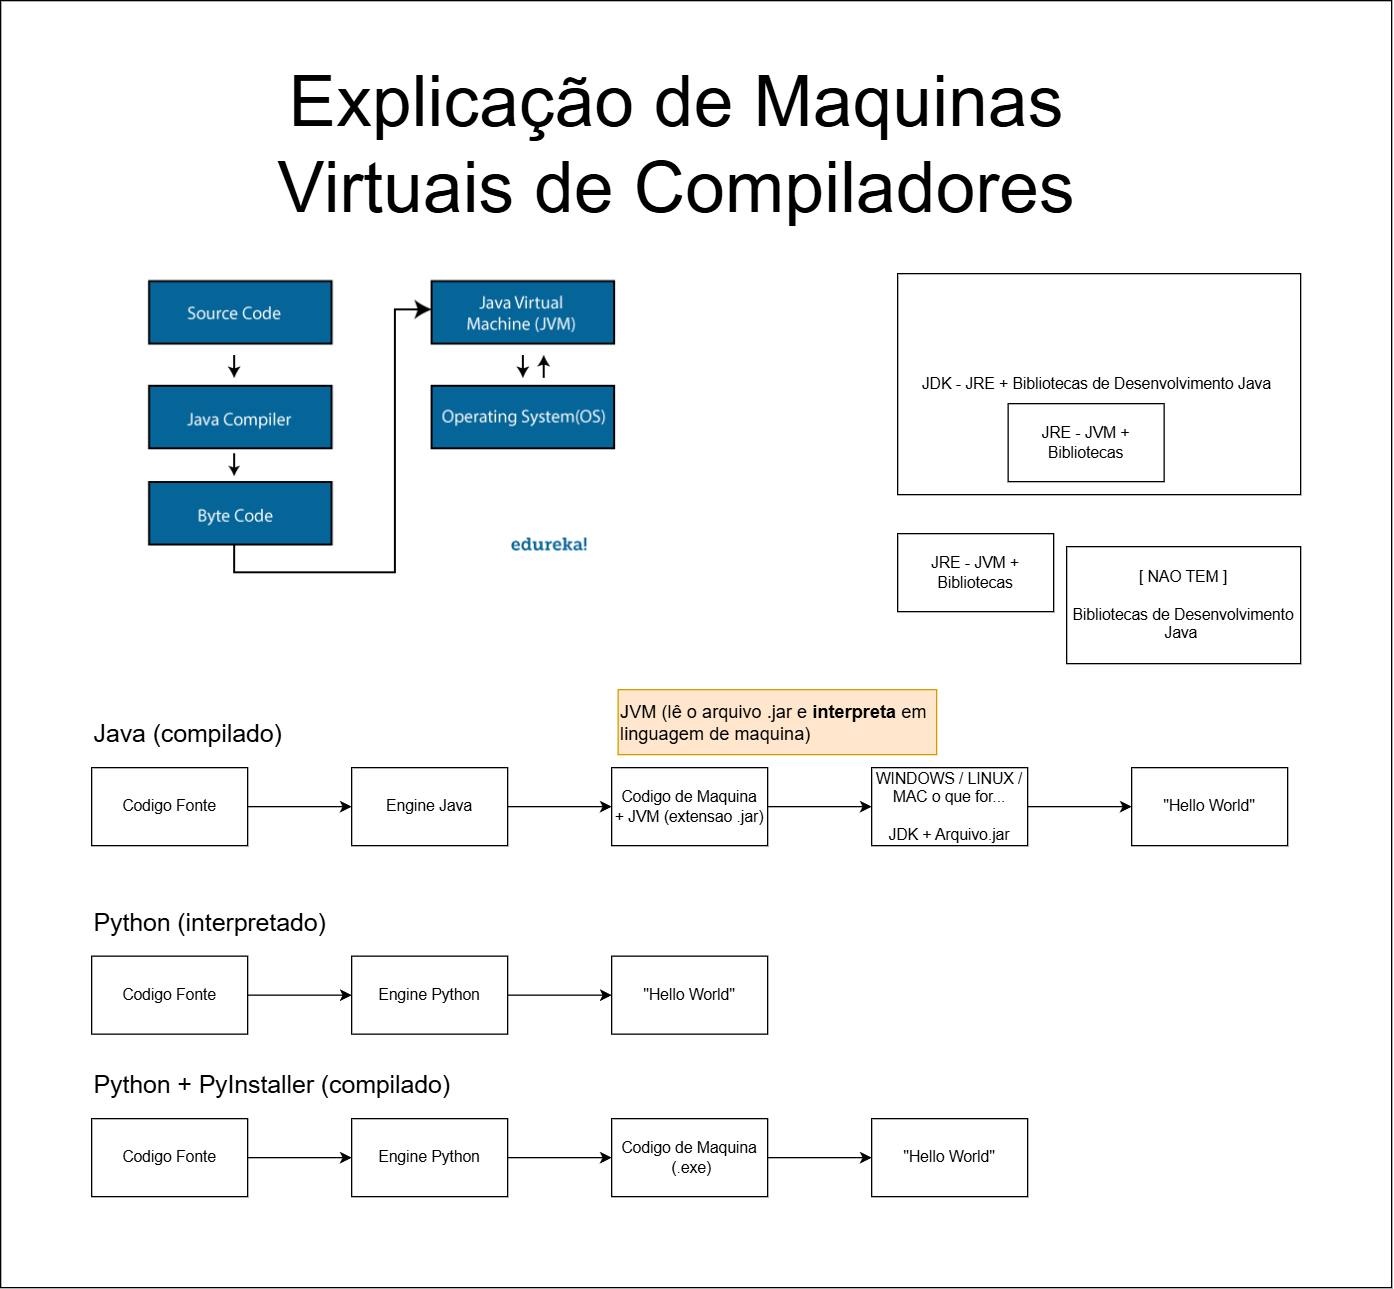 Explicação de Maquinas
Virtuais de Compiladores
Source Code
Java Compiler
Byte Code
Java Virtual
Machine (JVM)
Operating System(OS)
edureka!
JDK - JRE + Bibliotecas de Desenvolvimento Java
JRE - JVM +
Bibliotecas
JRE - JVM +
Bibliotecas
[ NAO TEM ]
Bibliotecas de Desenvolvimento
Java
JVM (lê o arquivo .jar e interpreta em
linguagem de maquina)
Java (compilado)
Codigo Fonte
Engine Java
Codigo de Maquina
+ JVM (extensao .jar)
WINDOWS / LINUX /
MAC o que for...
JDK + Arquivo.jar
"Hello World"
Python (interpretado)
Codigo Fonte
Engine Python
"Hello World"
Python + PyInstaller (compilado)
Codigo Fonte
Engine Python
Codigo de Maquina
(.exe)
"Hello World"